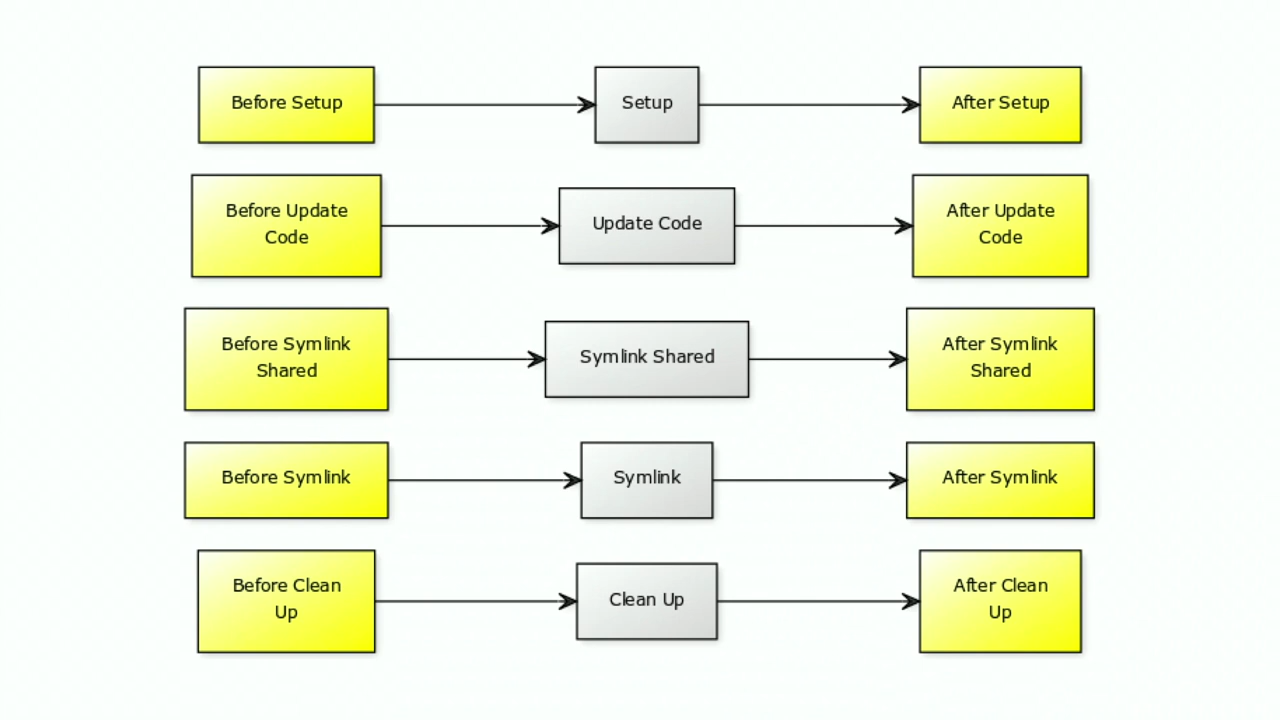 Before Setup
Setup
After Setup
Before Update
Code
Update Code
After Update
Code
Before Symlink
Shared
Symlink Shared
After Symlink
Shared
Before Symlink
Symlink
After Symlink
Before Clean
Up
Clean Up
After Clean
Up